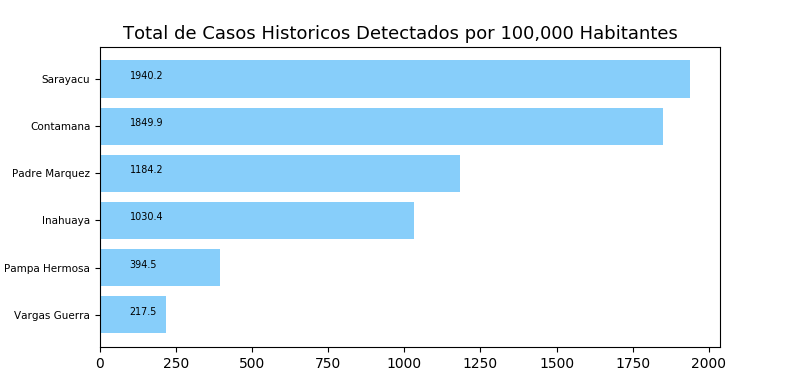 Total de Casos Historicos Detectados por 100,000 Habitantes
Sarayacu 1940.2
Contamana 1849.9
Padre Marquez 1184.2
Inahuaya 1030.4
Pampa Hermosa 394.5
Vargas Guerra 217.5
0 250 500 750 1000 1250 1500 1750 2000